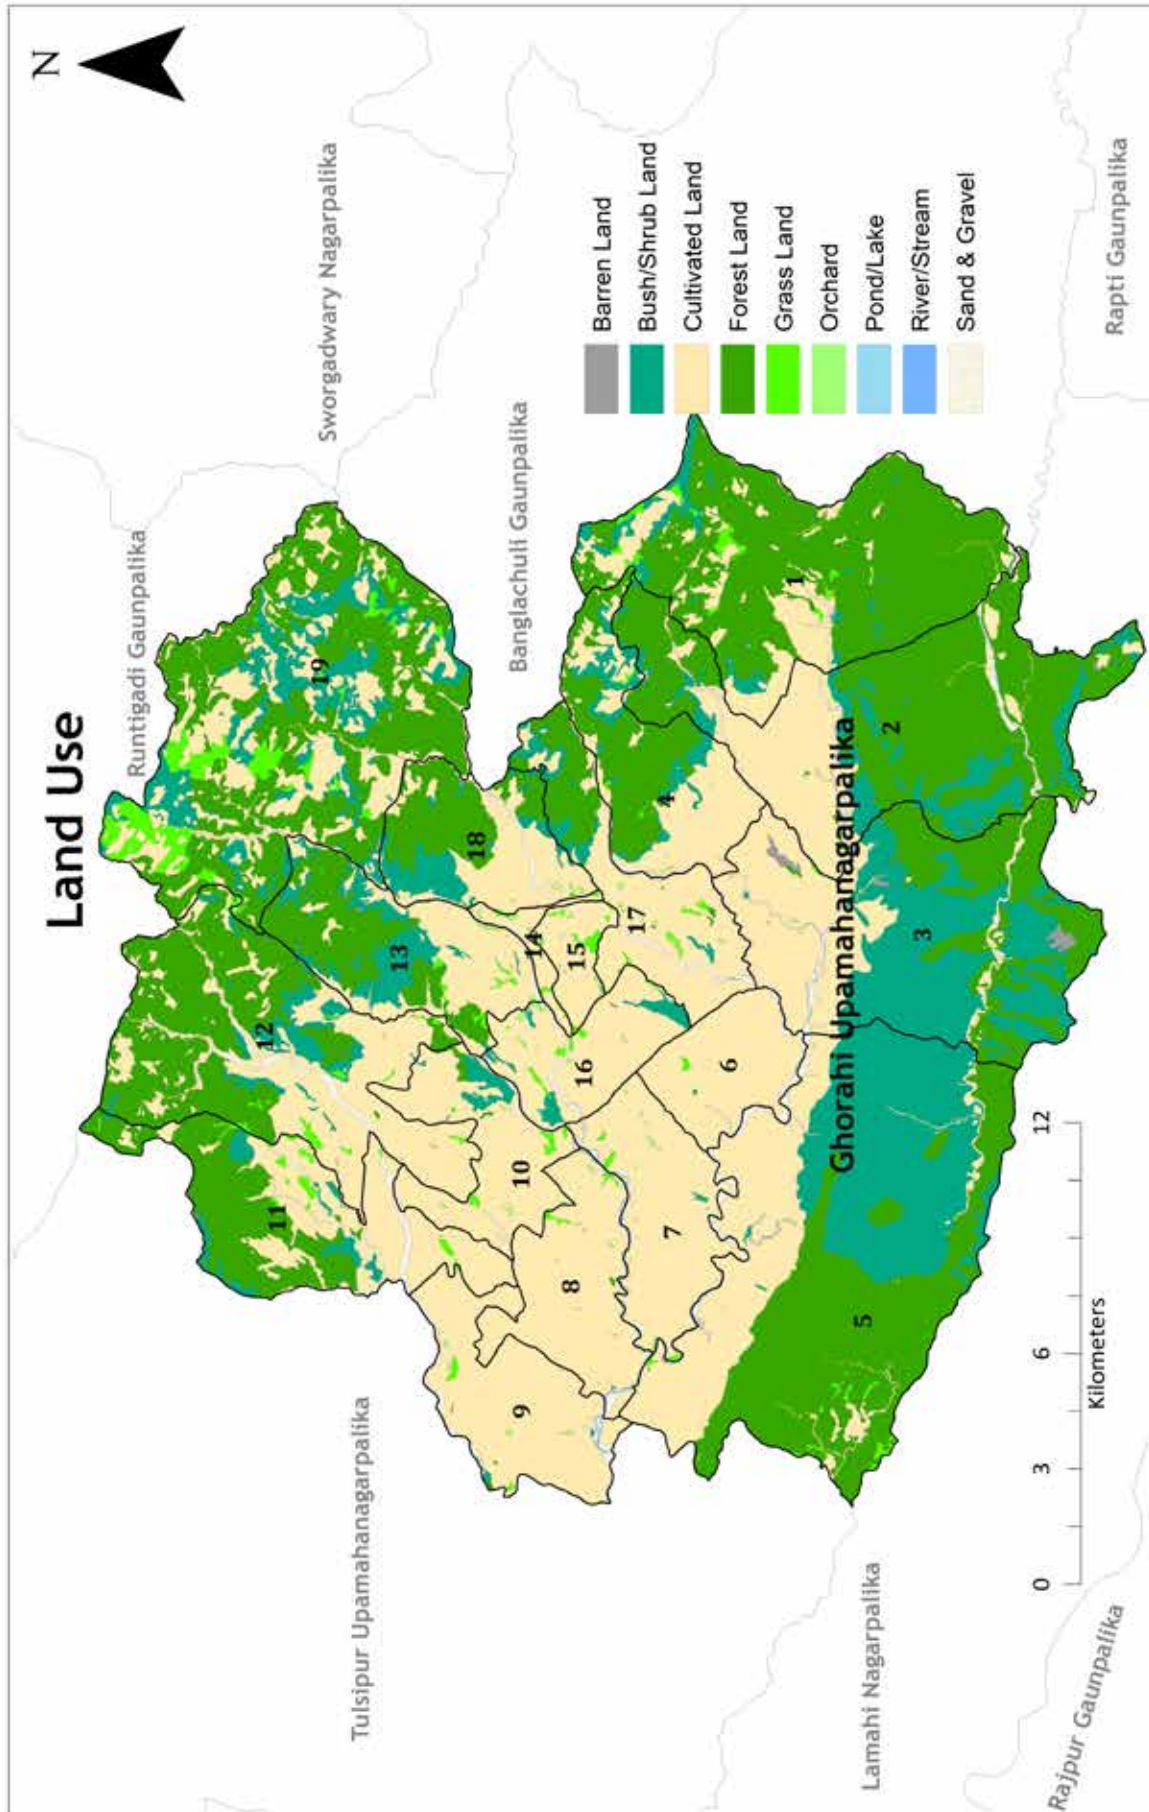 Land Use
N
Runtigadi Gaunpalika
Sworgadwary Nagarpalika
Tulsipur Upamahanagarpalika
Banglachuli Gaunpalika
Lamahi Nagarpalika
Rajpur Gaunpalika
Rapti Gaunpalika
Ghorahi Upamahanagarpalika
19
12
11
13
18
14
15
10
9
8
16
17
4
7
6
1
2
3
5
Barren Land
Bush/Shrub Land
Cultivated Land
Forest Land
Grass Land
Orchard
Pond/Lake
River/Stream
Sand & Gravel
0 3 6 12
Kilometers